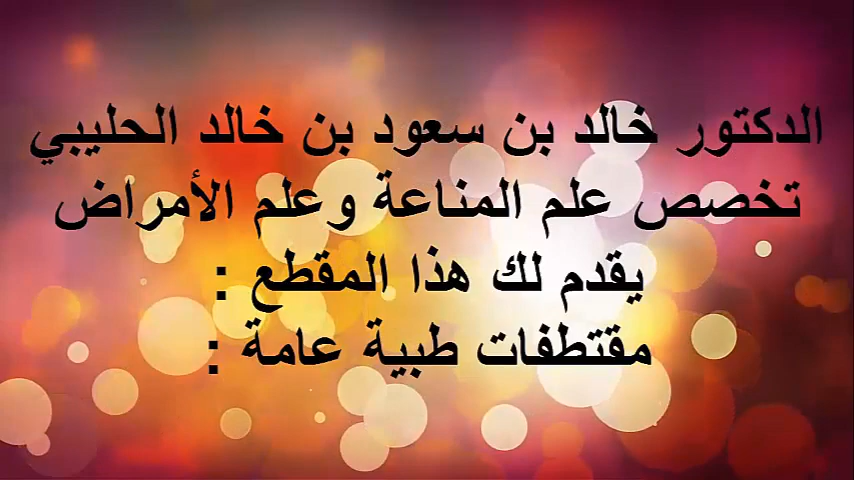 الدكتور خالد بن سعود بن خالد الحليبي
تخصص علم المناعة وعلم الأمراض
يقدم لك هذا المقطع :
مقتطفات طبية عامة :